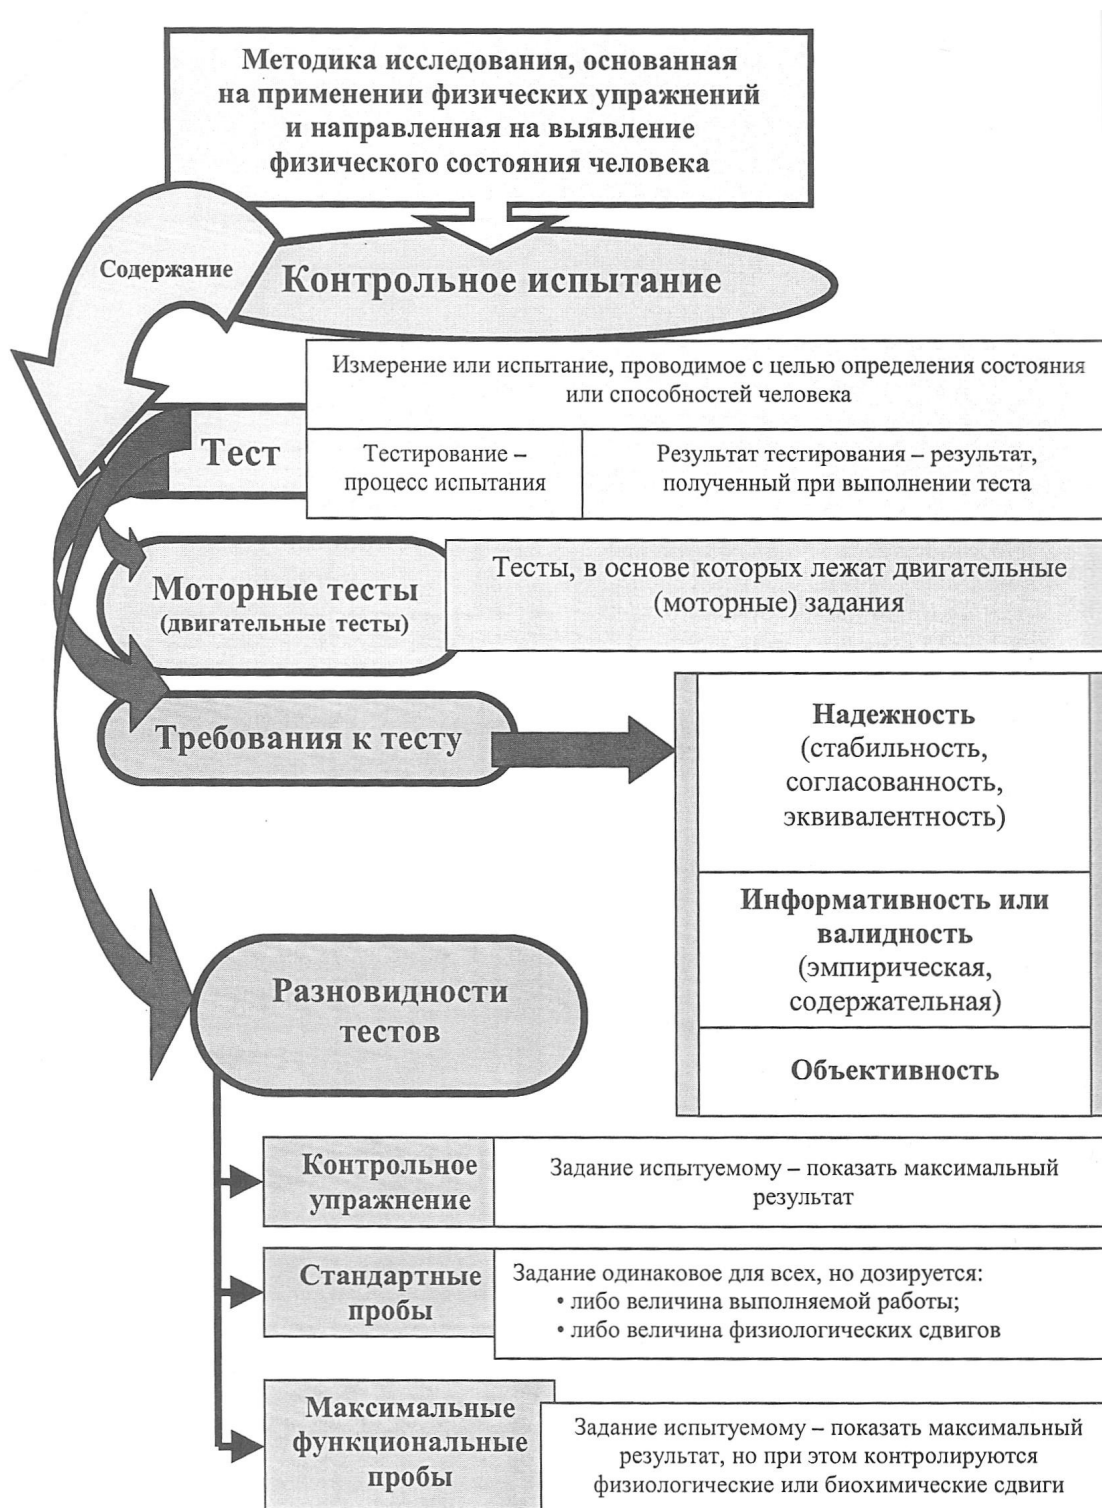 Методика исследования, основанная
на применении физических упражнений
и направленная на выявление
физического состояния человека
Содержание
Контрольное испытание
Измерение или испытание, проводимое с целью определения состояния
или способностей человека
Тест
Тестирование –
процесс испытания
Результат тестирования – результат,
полученный при выполнении теста
Моторные тесты
(двигательные тесты)
Тесты, в основе которых лежат двигательные
(моторные) задания
Требования к тесту
Надежность
(стабильность,
согласованность,
эквивалентность)
Информативность или
валидность
(эмпирическая,
содержательная)
Объективность
Разновидности
тестов
Контрольное
упражнение
Задание испытуемому – показать максимальный
результат
Стандартные
пробы
Задание одинаковое для всех, но дозируется:
• либо величина выполняемой работы;
• либо величина физиологических сдвигов
Максимальные
функциональные
пробы
Задание испытуемому – показать максимальный
результат, но при этом контролируются
физиологические или биохимические сдвиги